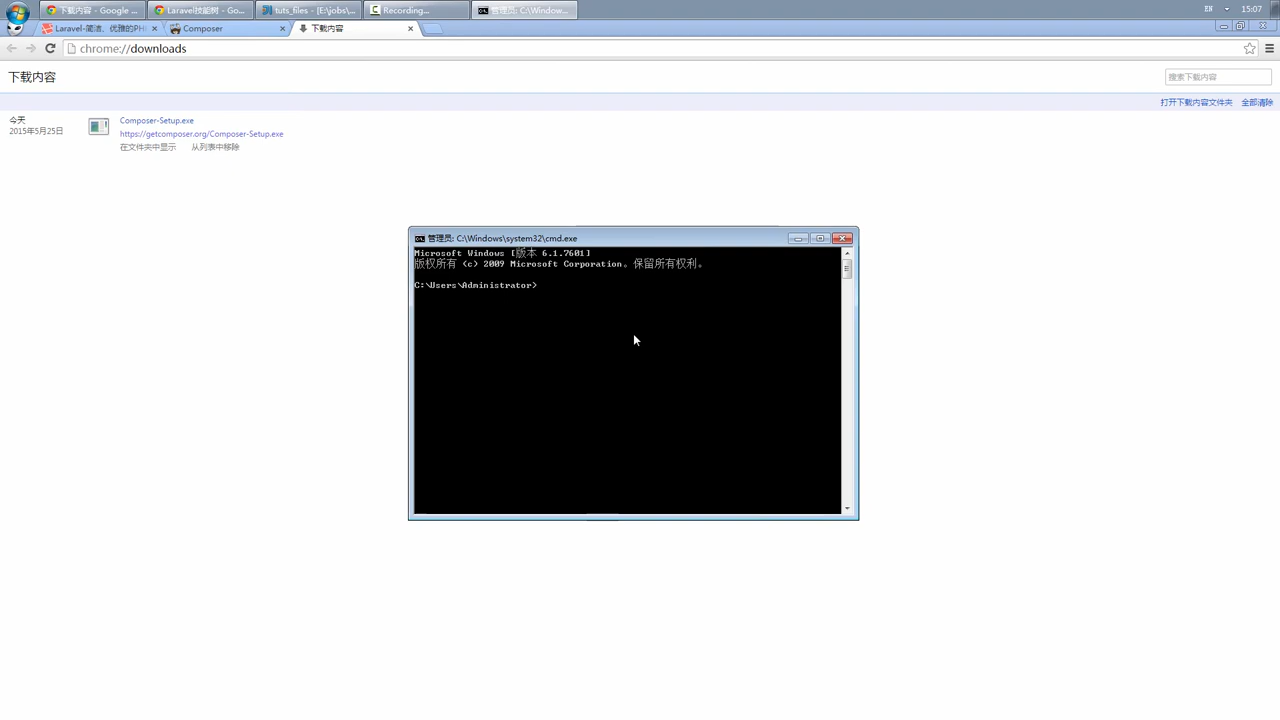 下载内容 - Google ...
Laravel技能树 - Go...
tuts_files - [E:\jobs\...
Recording...
管理员: C:\Window...
EN
15:07
Laravel-简洁、优雅的PH
Composer
下载内容
chrome://downloads
下载内容
搜索下载内容
打开下载内容文件夹 全部清除
今天
2015年5月25日
Composer-Setup.exe
https://getcomposer.org/Composer-Setup.exe
在文件夹中显示 从列表中移除
管理员: C:\Windows\system32\cmd.exe
Microsoft Windows [版本 6.1.7601]
版权所有 (c) 2009 Microsoft Corporation。保留所有权利。
C:\Users\Administrator>